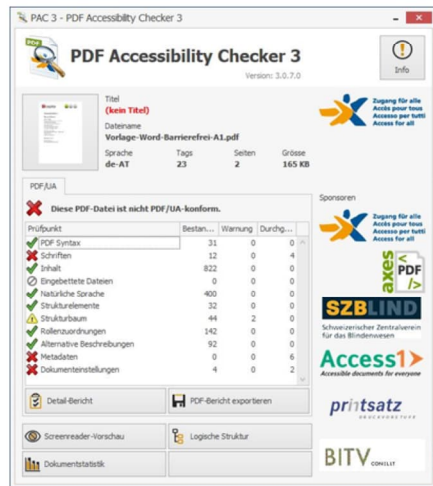 PAC 3 - PDF Accessibility Checker 3
PDF Accessibility Checker 3
Version: 3.0.7.0
Info
Titel
(kein Titel)
Dateiname
Vorlage-Word-Barrierefrei-A1.pdf
Sprache Tags Seiten Grösse
de-AT 23 2 165 KB
Zugang für alle
Accès pour tous
Accesso per tutti
Access for all
PDF/UA
Diese PDF-Datei ist nicht PDF/UA-konform.
Prüfpunkt Bestan... Warnung Durchg...
PDF Syntax 31 0 0
Schriften 12 0 4
Inhalt 822 0 0
Eingebettete Dateien 0 0 0
Natürliche Sprache 400 0 0
Strukturelemente 32 0 0
Strukturbaum 44 2 0
Rollenzuordnungen 142 0 0
Alternative Beschreibungen 92 0 0
Metadaten 0 0 6
Dokumenteinstellungen 4 0 2
Detail-Bericht PDF-Bericht exportieren
Screenreader-Vorschau Logische Struktur
Dokumentstatistik
Sponsoren
Zugang für alle
Accès pour tous
Accesso per tutti
Access for all
axes
<
PDF
/>
SZBLIND
Schweizerischer Zentralverein
für das Blindenwesen
Access1>
Accessible documents for everyone
printsatz
DRUCKVORSTUFE
BITV CONSULT